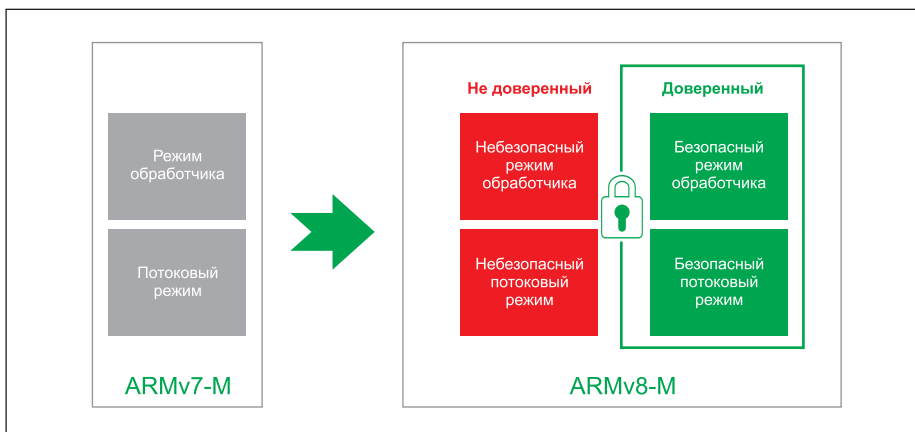 Режим
обработчика
Потоковый
режим
ARMv7-M
Не доверенный
Доверенный
Небезопасный
режим
обработчика
Безопасный
режим
обработчика
Небезопасный
потоковый
режим
Безопасный
потоковый
режим
ARMv8-M